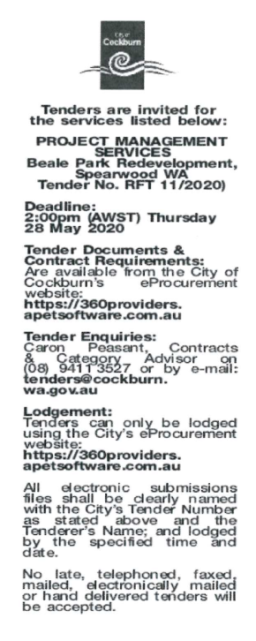 City of
Cockburn
Tenders are invited for
the services listed below:
PROJECT MANAGEMENT
SERVICES
Beale Park Redevelopment,
Spearwood WA
Tender No. RFT 11/2020)
Deadline:
2:00pm (AWST) Thursday
28 May 2020
Tender Documents &
Contract Requirements:
Are available from the City of
Cockburn's eProcurement
website:
https://360providers.
apetsoftware.com.au
Tender Enquiries:
Caron Peasant, Contracts
& Category Advisor on
(08) 9411 3527 or by e-mail:
tenders@cockburn.
wa.gov.au
Lodgement:
Tenders can only be lodged
using the City's eProcurement
website:
https://360providers.
apetsoftware.com.au
All electronic submissions
files shall be clearly named
with the City's Tender Number
as stated above and the
Tenderer's Name; and lodged
by the specified time and
date.
No late, telephoned, faxed,
mailed, electronically mailed
or hand delivered tenders will
be accepted.